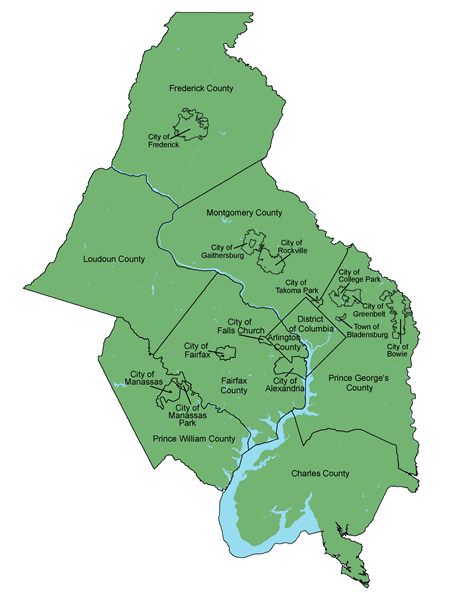 Frederick County
City of
Frederick
Montgomery County
City of
Gaithersburg
City of
Rockville
Loudoun County
City of
Takoma Park
City of
College Park
City of
Greenbelt
District
of Columbia
Town of
Bladensburg
City of
Bowie
City of
Falls Church
Arlington
County
City of
Fairfax
City of
Alexandria
Fairfax
County
Prince George's
County
City of
Manassas
City of
Manassas
Park
Prince William County
Charles County